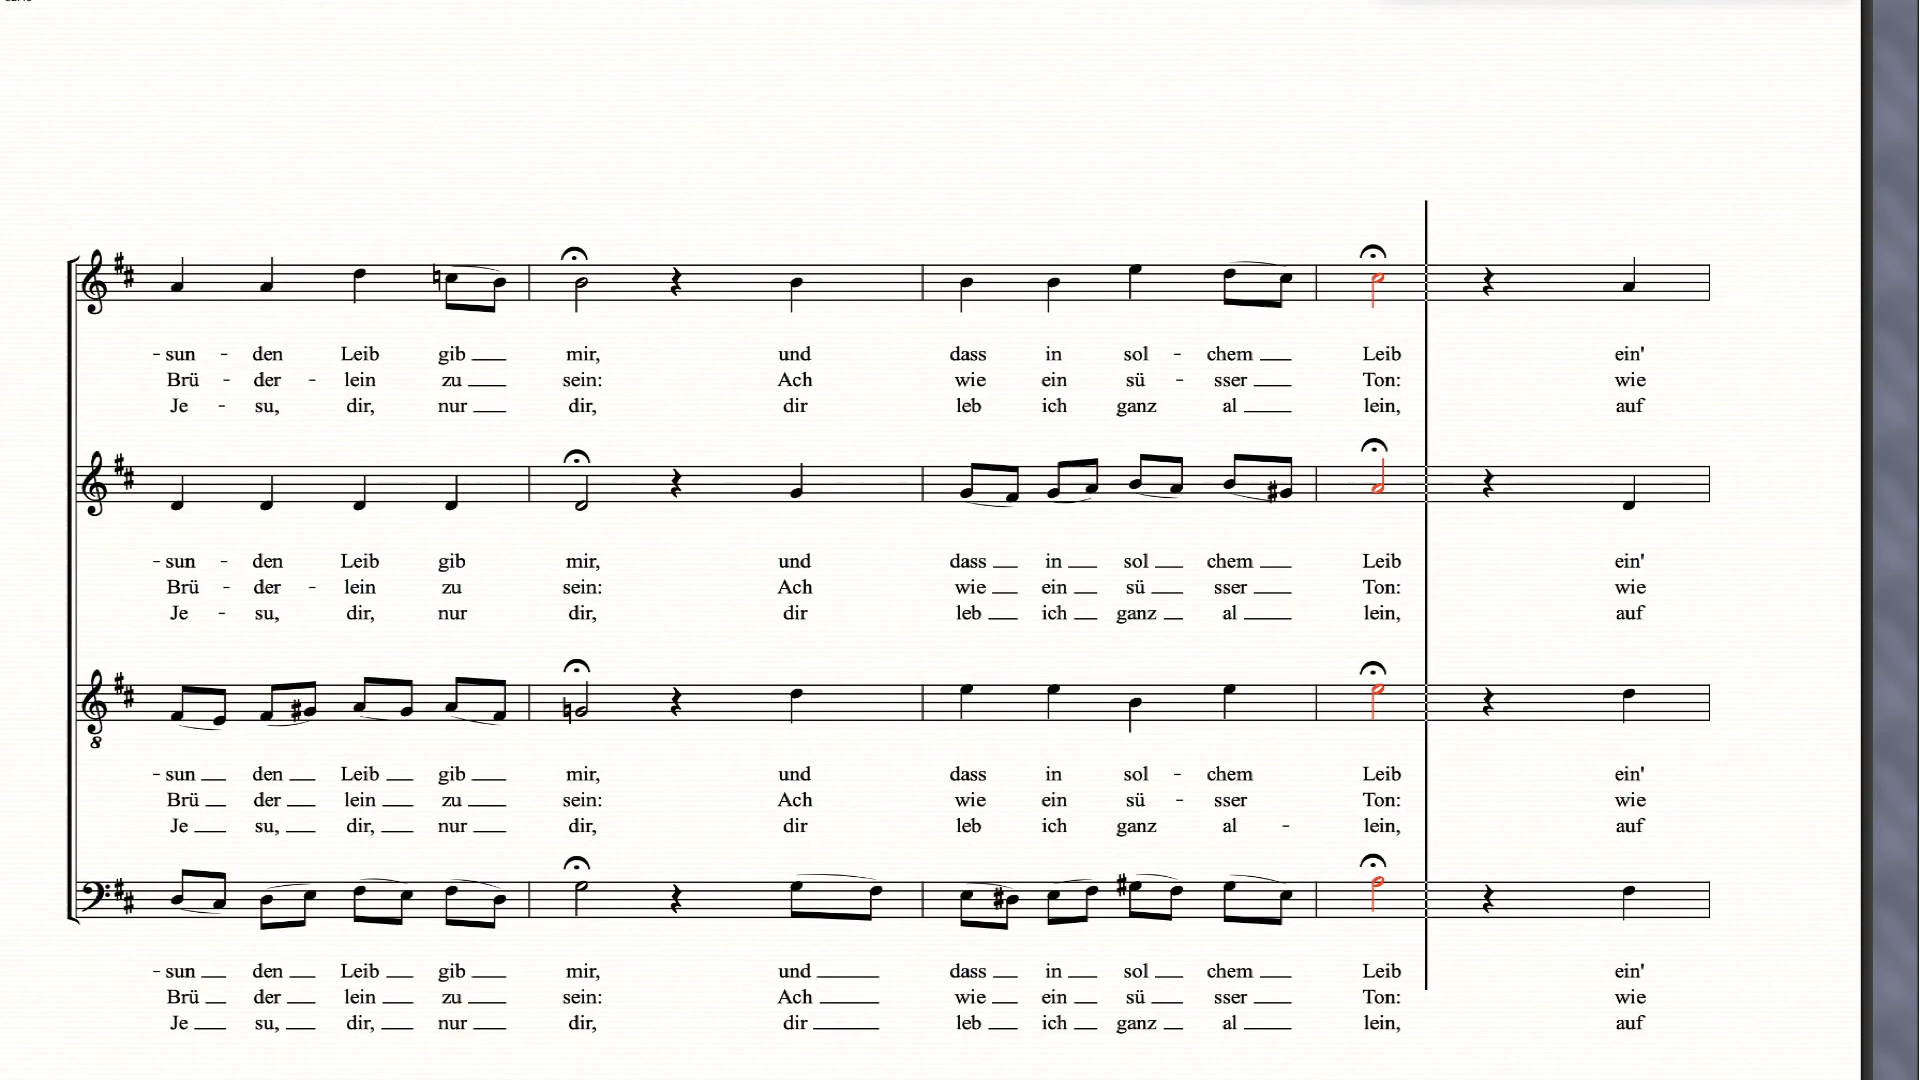 -sun - den Leib gib mir, und dass in sol - chem Leib ein'
Brü - der - lein zu sein: Ach wie ein sü - sser Ton: wie
Je - su, dir, nur dir, dir leb ich ganz al lein, auf
-sun - den Leib gib mir, und dass in sol chem Leib ein'
Brü - der - lein zu sein: Ach wie ein sü sser Ton: wie
Je - su, dir, nur dir, dir leb ich ganz al lein, auf
8
-sun den Leib gib mir, und dass in sol - chem Leib ein'
Brü der lein zu sein: Ach wie ein sü - sser Ton: wie
Je su, dir, nur dir, dir leb ich ganz al - lein, auf
-sun den Leib gib mir, und dass in sol chem Leib ein'
Brü der lein zu sein: Ach wie ein sü sser Ton: wie
Je su, dir, nur dir, dir leb ich ganz al lein, auf